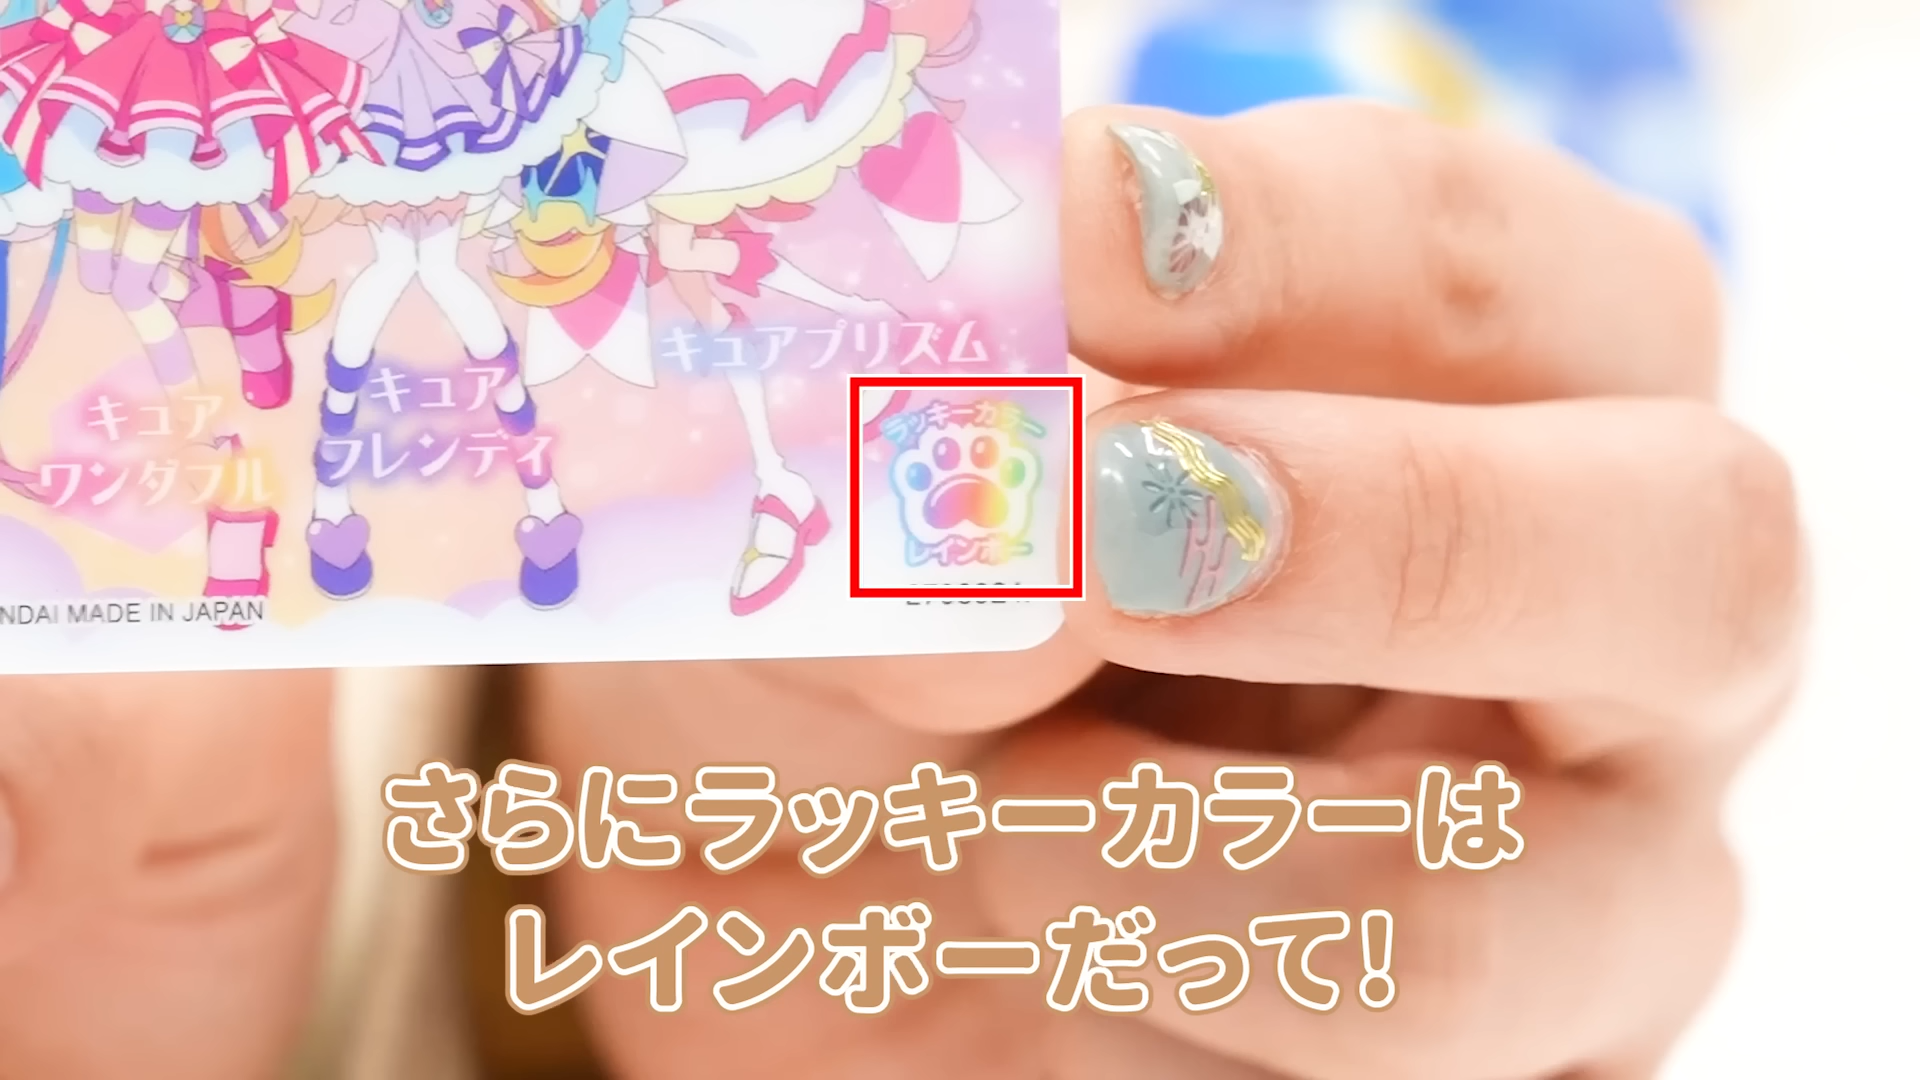 キュアプリズム
キュア
フレンディ
キュア
ワンダフル
ラッキーカラー
レインボー
NDAI MADE IN JAPAN
さらにラッキーカラーは
レインボーだって!